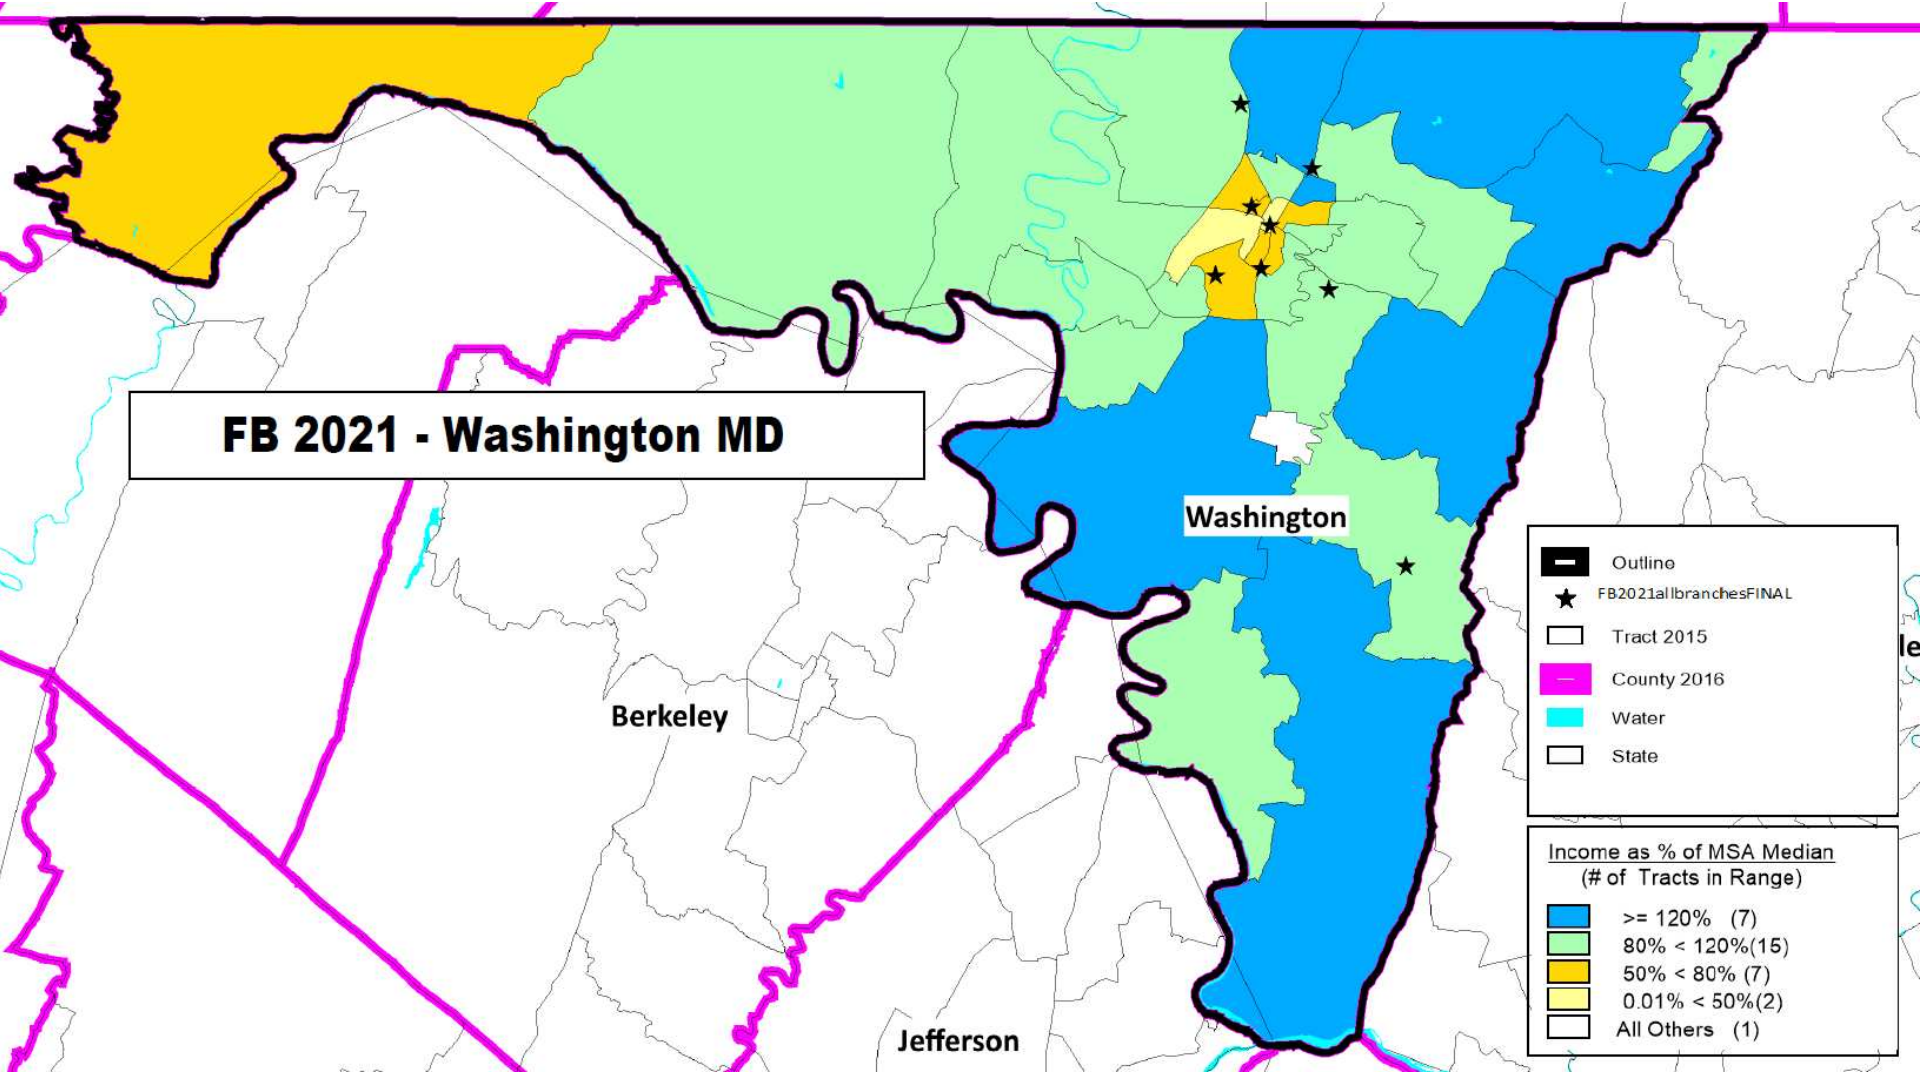 FB 2021 - Washington MD
Washington
Berkeley
Jefferson
le
Outline
FB2021allbranchesFINAL
Tract 2015
County 2016
Water
State
Income as % of MSA Median
(# of Tracts in Range)
>= 120% (7)
80% < 120%(15)
50% < 80% (7)
0.01% < 50%(2)
All Others (1)